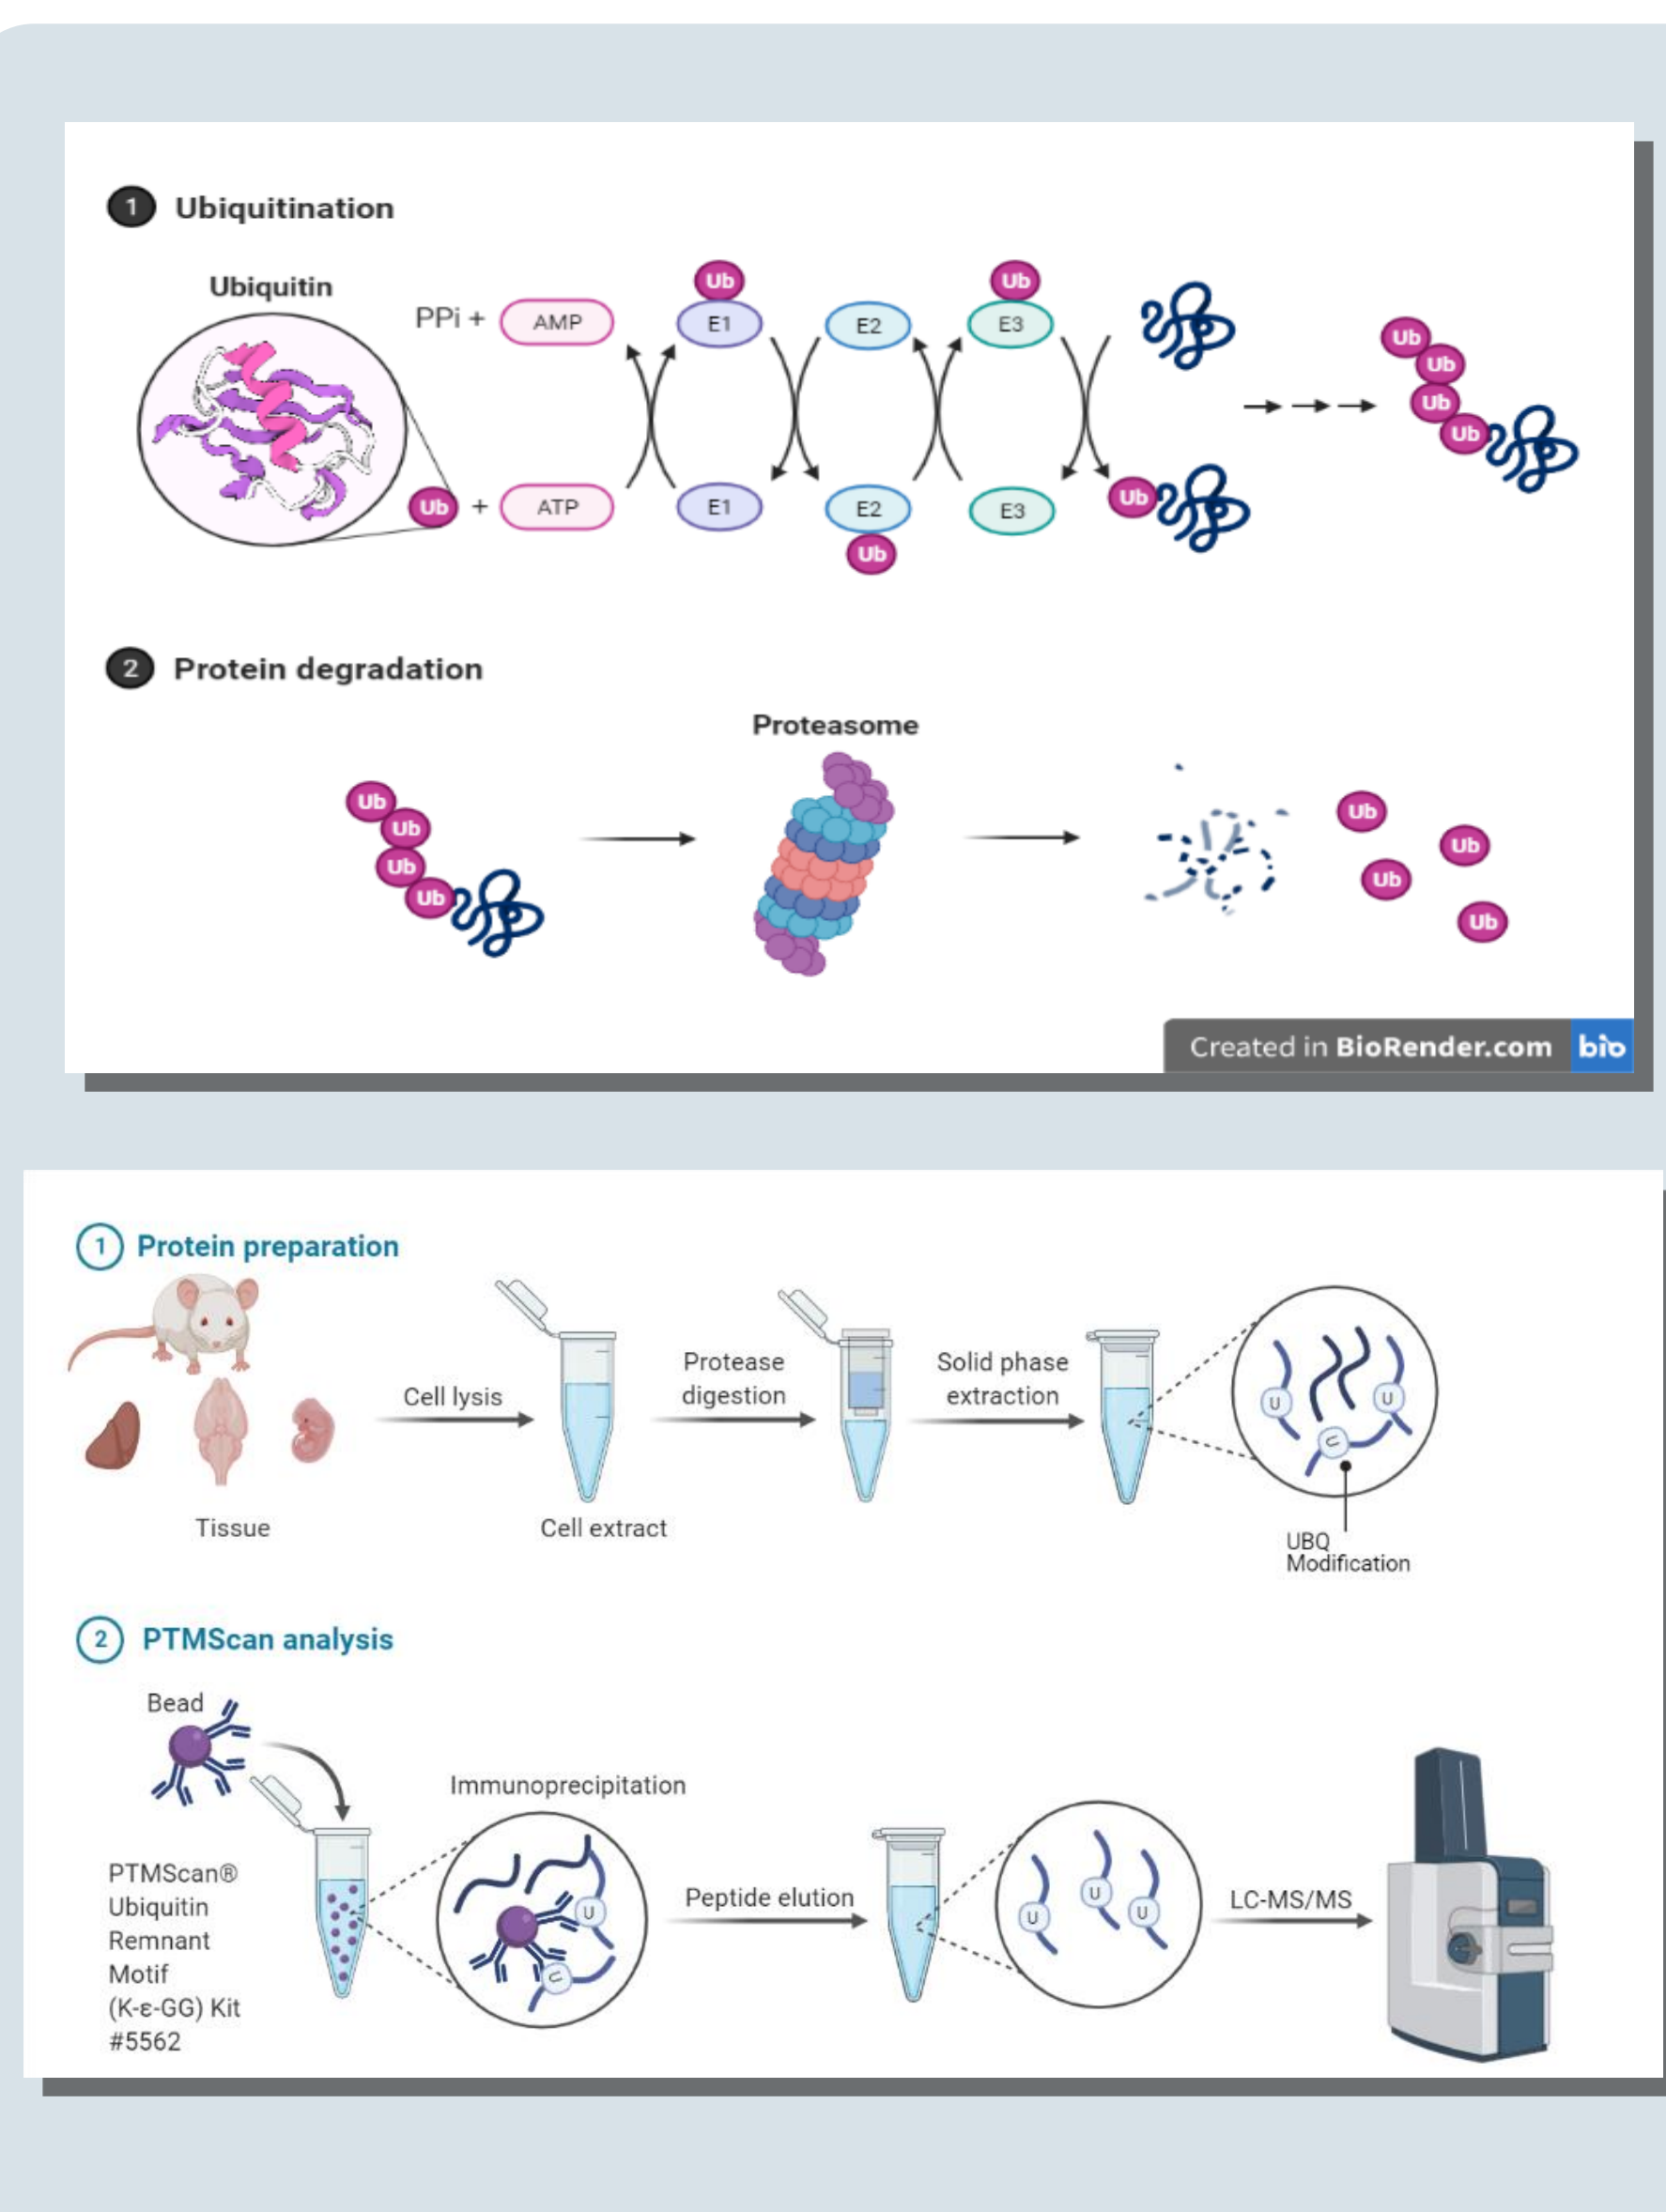 1 Ubiquitination
Ubiquitin
PPi + AMP
Ub
E1
E2
Ub
E3
Ub + ATP
E1
E2
Ub
E3
Ub
Ub
Ub
Ub
Ub
2 Protein degradation
Proteasome
Ub
Ub
Ub
Ub
Ub
Ub
Ub
Ub
Created in BioRender.com bio
1 Protein preparation
Cell lysis
Protease
digestion
Solid phase
extraction
U
U
U
Tissue
Cell extract
UBQ
Modification
2 PTMScan analysis
Bead
Immunoprecipitation
PTMScan®
Ubiquitin
Remnant
Motif
(K-ε-GG) Kit
#5562
U
U
Peptide elution
U
U
U
LC-MS/MS